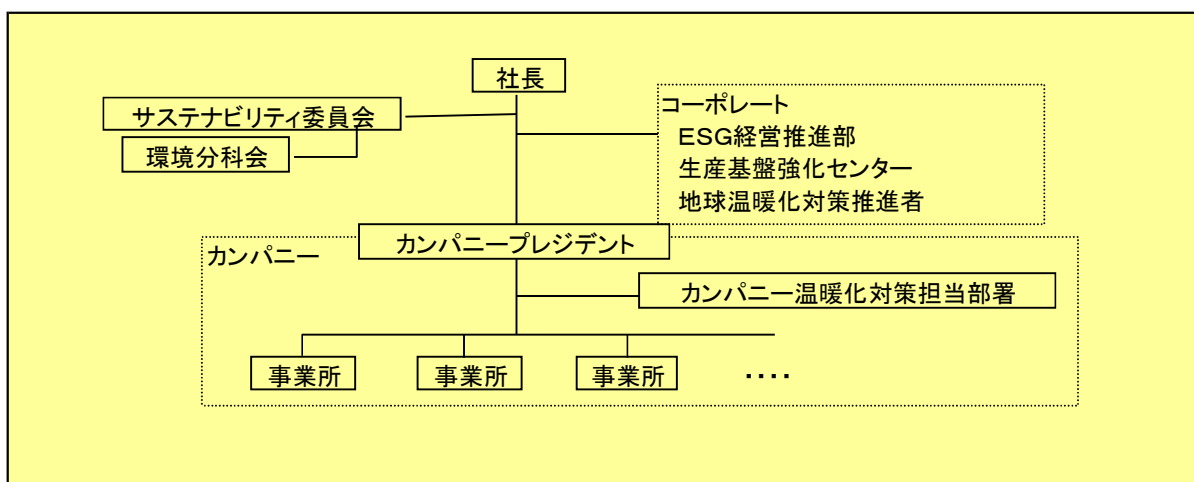 社長
サステナビリティ委員会
環境分科会
コーポレート
ESG経営推進部
生産基盤強化センター
地球温暖化対策推進者
カンパニープレジデント
カンパニー
カンパニー温暖化対策担当部署
事業所
事業所
事業所
‥‥